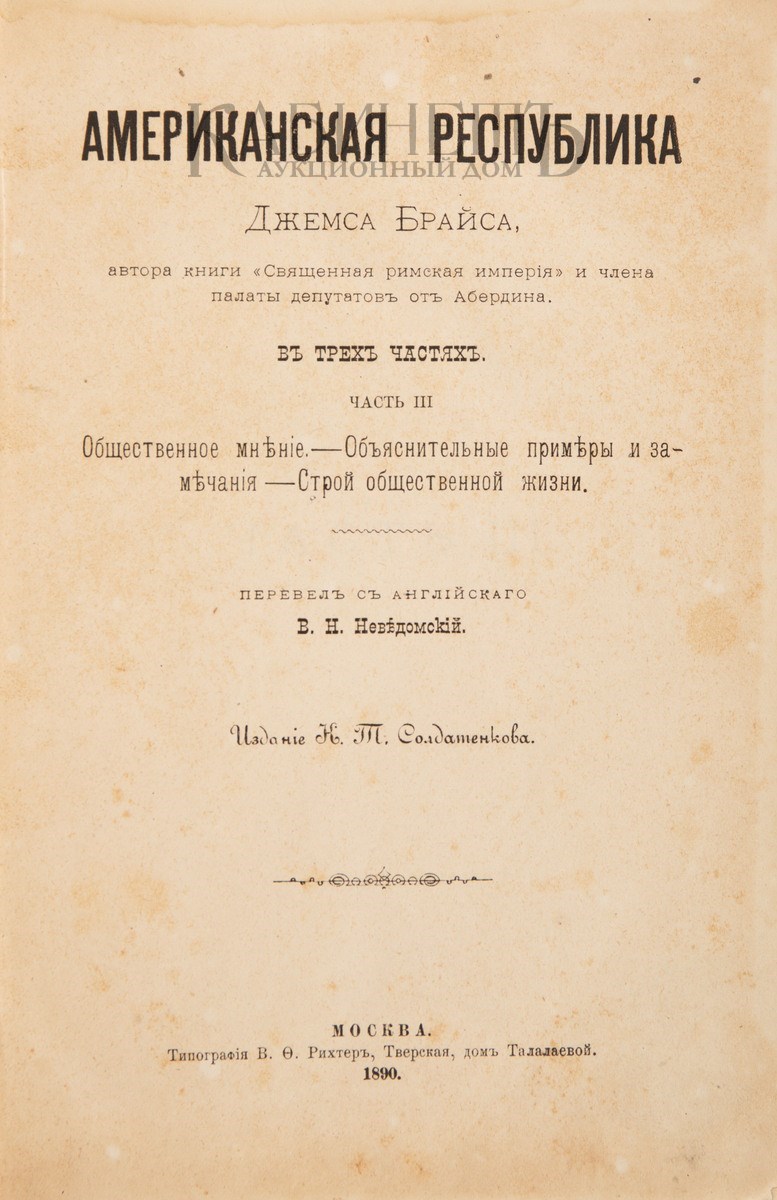 КАБИНЕТЪ
АУКЦИОННЫЙ ДОМ
АМЕРИКАНСКАЯ РЕСПУБЛИКА
Джемса Брайса,
автора книги «Священная римская имперія» и члена
палаты депутатовъ отъ Абердина.
ВЪ ТРЕХЪ ЧАСТЯХЪ.
ЧАСТЬ III
Общественное мнѣніе.—Объяснительные примѣры и за-
мѣчанія —Строй общественной жизни.
ПЕРЕВЕЛЪ СЪ АНГЛІЙСКАГО
В. Н. Невѣдомскій.
Изданіе К. Т. Солдатенкова.
МОСКВА.
Типографія В. Ѳ. Рихтеръ, Тверская, домъ Талалаевой.
1890.